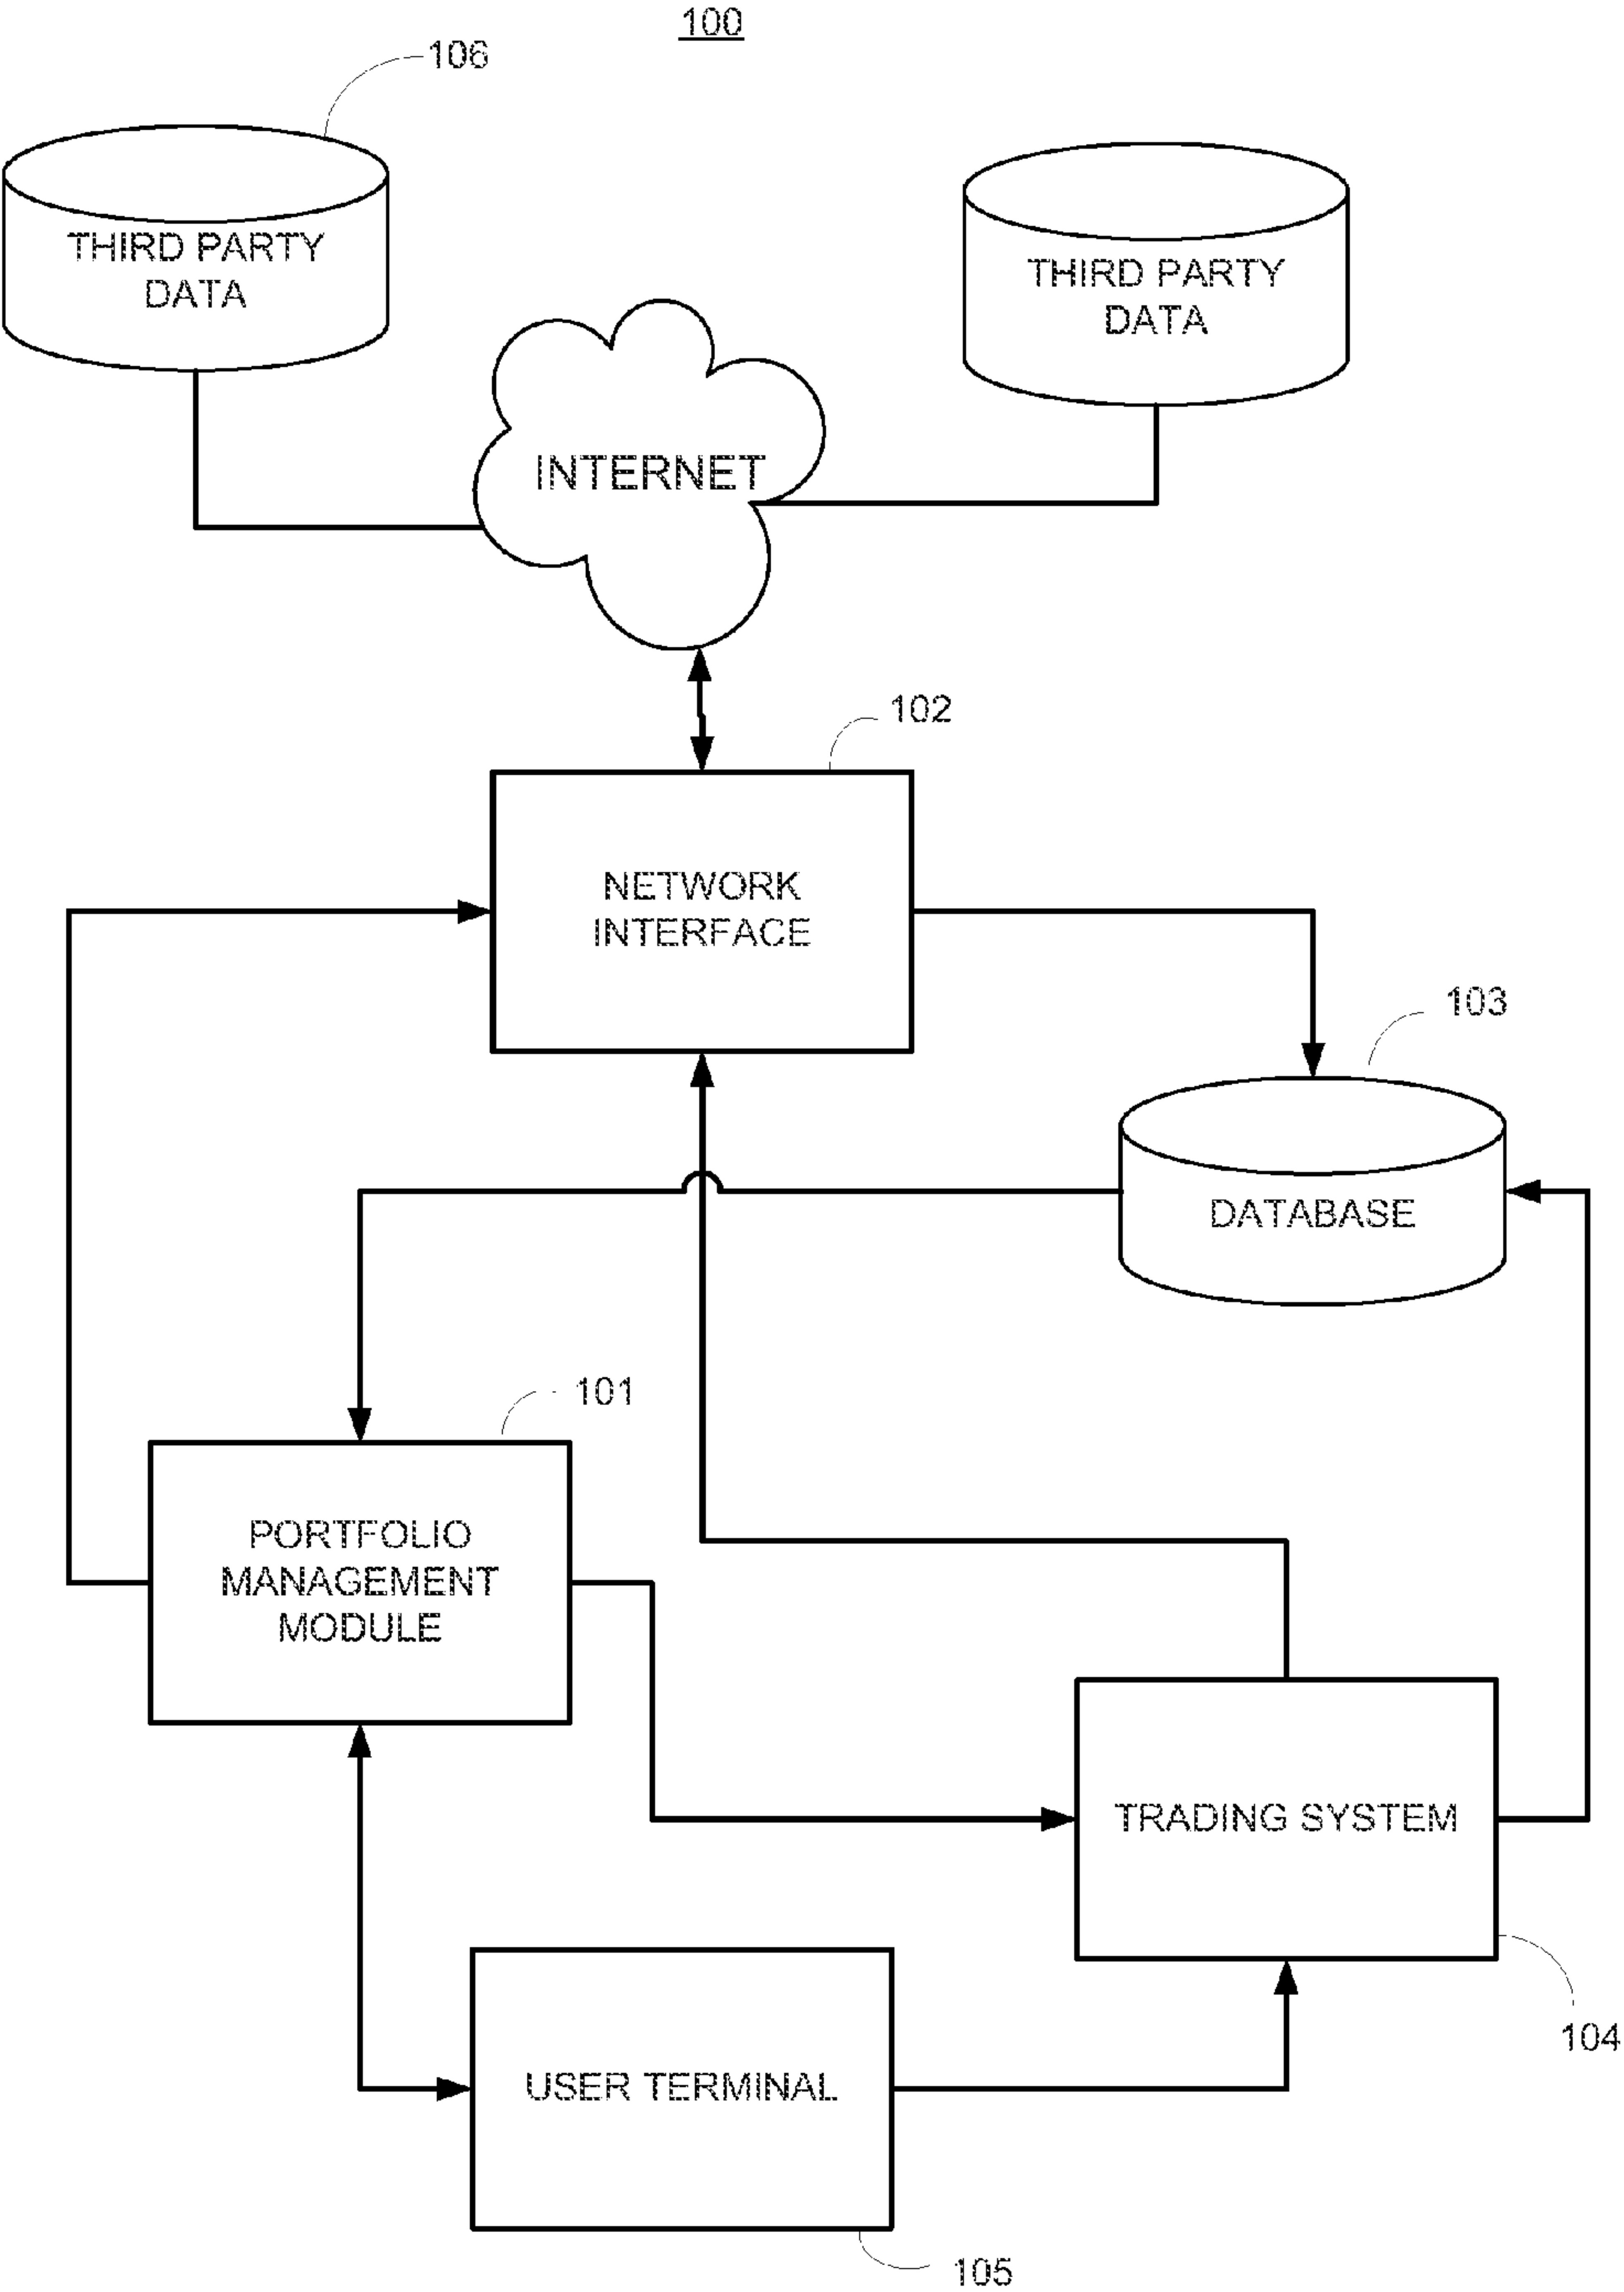 100
106
THIRD PARTY
DATA
THIRD PARTY
DATA
INTERNET
102
NETWORK
INTERFACE
103
DATABASE
101
PORTFOLIO
MANAGEMENT
MODULE
TRADING SYSTEM
104
USER TERMINAL
105